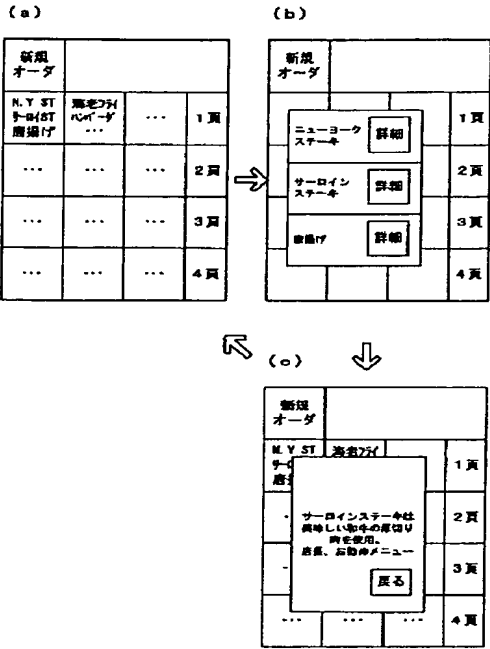 (a)
新規
オーダ
N.Y ST
サーロインST
唐揚げ
海老フライ
ハンバーグ
...
...
1頁
...
...
...
2頁
...
...
...
3頁
...
...
...
4頁
(b)
新規
オーダ
ニューヨーク
ステーキ
詳細
サーロイン
ステーキ
詳細
唐揚げ
詳細
1頁
2頁
3頁
4頁
(c)
新規
オーダ
N.Y ST
海老フライ
1頁
サーロインステーキは
美味しい和牛の厚切り
肉を使用。
店長、お勧めメニュー
戻る
2頁
3頁
...
...
...
4頁